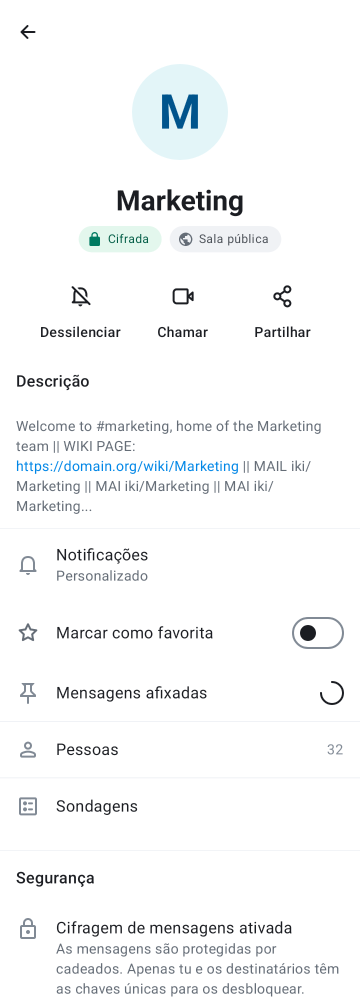 M
Marketing
Cifrada
Sala pública
Dessilenciar
Chamar
Partilhar
Descrição
Welcome to #marketing, home of the Marketing
team || WIKI PAGE:
https://domain.org/wiki/Marketing || MAIL iki/
Marketing || MAI iki/Marketing || MAI iki/
Marketing...
Notificações
Personalizado
Marcar como favorita
Mensagens afixadas
Pessoas 32
Sondagens
Segurança
Cifragem de mensagens ativada
As mensagens são protegidas por
cadeados. Apenas tu e os destinatários têm
as chaves únicas para os desbloquear.